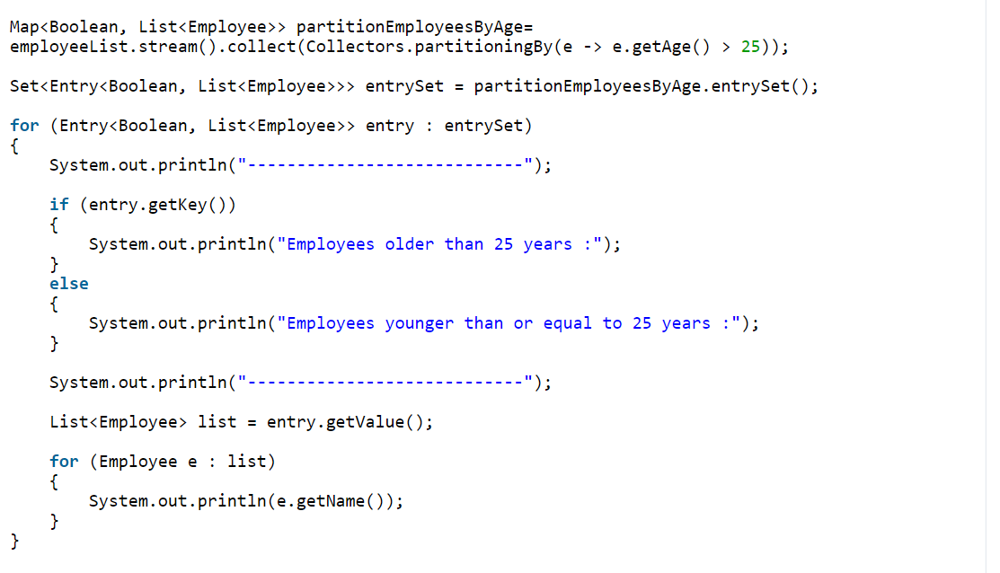 Map<Boolean, List<Employee>> partitionEmployeesByAge=
employeeList.stream().collect(Collectors.partitioningBy(e -> e.getAge() > 25));

Set<Entry<Boolean, List<Employee>>> entrySet = partitionEmployeesByAge.entrySet();

for (Entry<Boolean, List<Employee>> entry : entrySet)
{
    System.out.println("----------------------------");

    if (entry.getKey())
    {
        System.out.println("Employees older than 25 years :");
    }
    else
    {
        System.out.println("Employees younger than or equal to 25 years :");
    }

    System.out.println("----------------------------");

    List<Employee> list = entry.getValue();

    for (Employee e : list)
    {
        System.out.println(e.getName());
    }
}